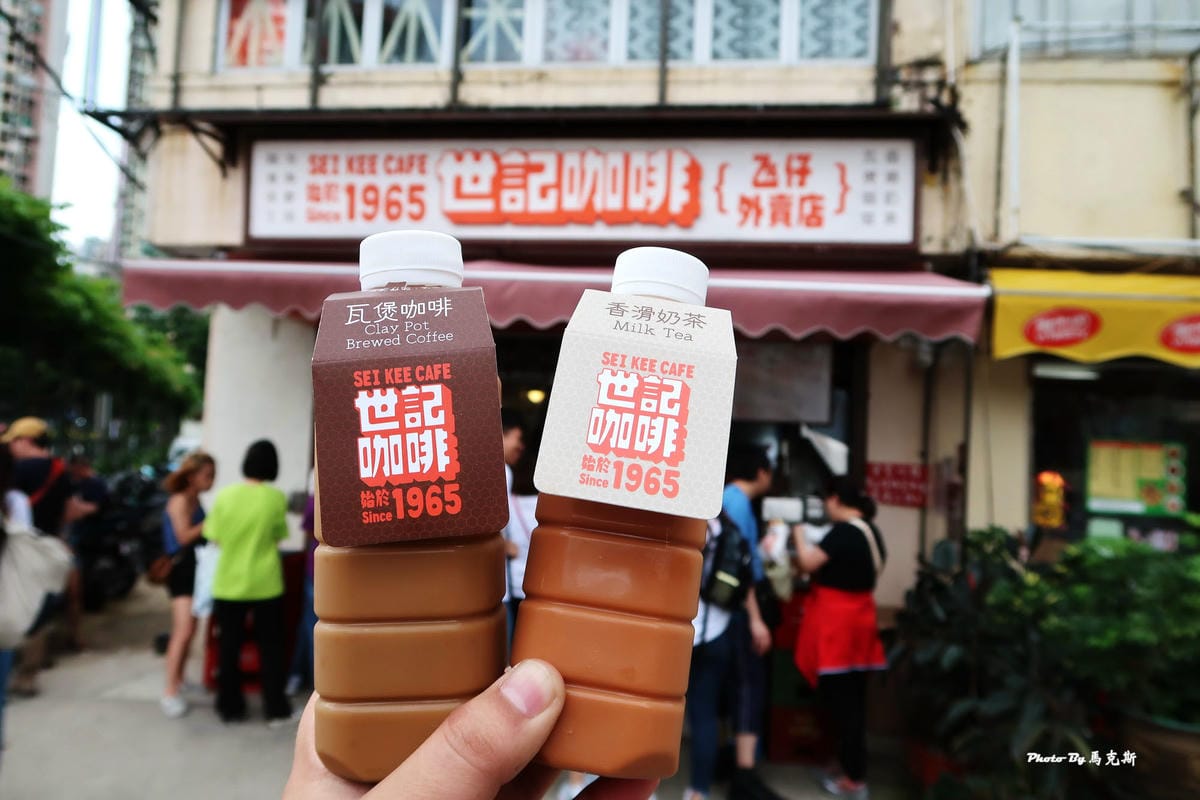 SEI KEE CAFE
始於
Since 1965
世記咖啡
{ 氹仔
外賣店 }
瓦煲咖啡
Clay Pot
Brewed Coffee
SEI KEE CAFE
世記
咖啡
始於
Since 1965
香滑奶茶
Milk Tea
SEI KEE CAFE
世記
咖啡
始於
Since 1965
Photo By 馬克斯